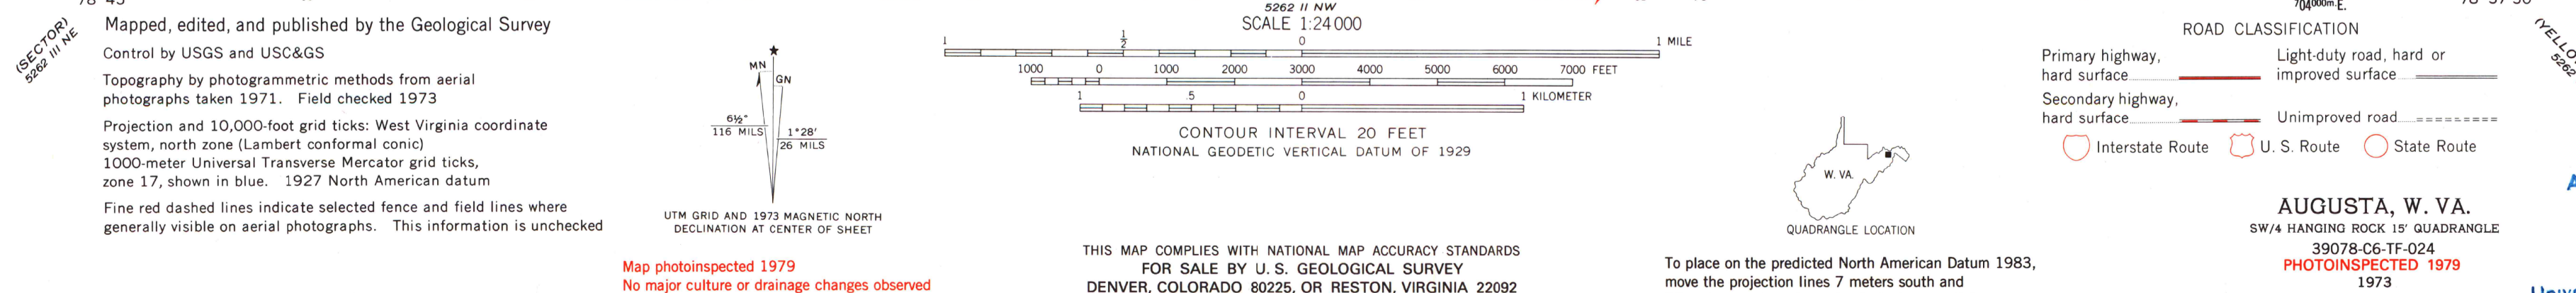 (SECTOR)
5262 III NE
Mapped, edited, and published by the Geological Survey
Control by USGS and USC&GS
Topography by photogrammetric methods from aerial
photographs taken 1971. Field checked 1973
Projection and 10,000-foot grid ticks: West Virginia coordinate
system, north zone (Lambert conformal conic)
1000-meter Universal Transverse Mercator grid ticks,
zone 17, shown in blue. 1927 North American datum
Fine red dashed lines indicate selected fence and field lines where
generally visible on aerial photographs. This information is unchecked
MN
GN
6½°
116 MILS
1°28′
26 MILS
UTM GRID AND 1973 MAGNETIC NORTH
DECLINATION AT CENTER OF SHEET
Map photoinspected 1979
No major culture or drainage changes observed
5262 II NW
SCALE 1:24 000
1 ½ 0 1 MILE
1000 0 1000 2000 3000 4000 5000 6000 7000 FEET
1 .5 0 1 KILOMETER
CONTOUR INTERVAL 20 FEET
NATIONAL GEODETIC VERTICAL DATUM OF 1929
THIS MAP COMPLIES WITH NATIONAL MAP ACCURACY STANDARDS
FOR SALE BY U. S. GEOLOGICAL SURVEY
DENVER, COLORADO 80225, OR RESTON, VIRGINIA 22092
W. VA.
QUADRANGLE LOCATION
To place on the predicted North American Datum 1983,
move the projection lines 7 meters south and
704000m.E.
ROAD CLASSIFICATION
Primary highway,
hard surface
Light-duty road, hard or
improved surface
Secondary highway,
hard surface
Unimproved road
Interstate Route
U. S. Route
State Route
5262
AUGUSTA, W. VA.
SW/4 HANGING ROCK 15′ QUADRANGLE
39078-C6-TF-024
PHOTOINSPECTED 1979
1973